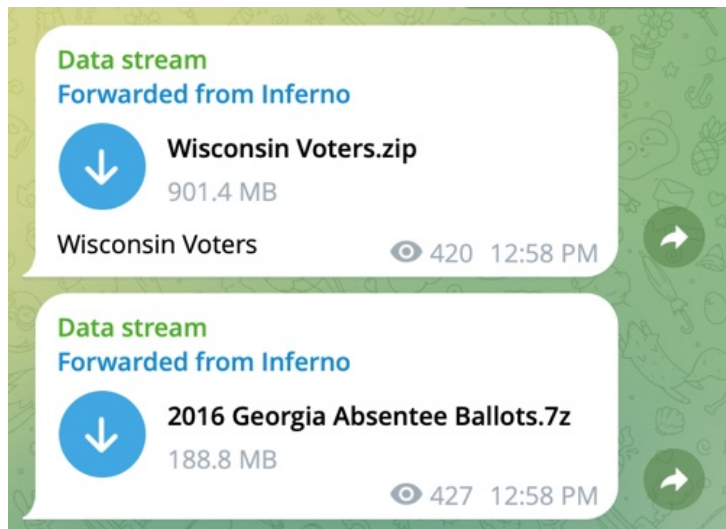 Data stream
Forwarded from Inferno
Wisconsin Voters.zip
901.4 MB
Wisconsin Voters 420 12:58 PM
Data stream
Forwarded from Inferno
2016 Georgia Absentee Ballots.7z
188.8 MB
427 12:58 PM